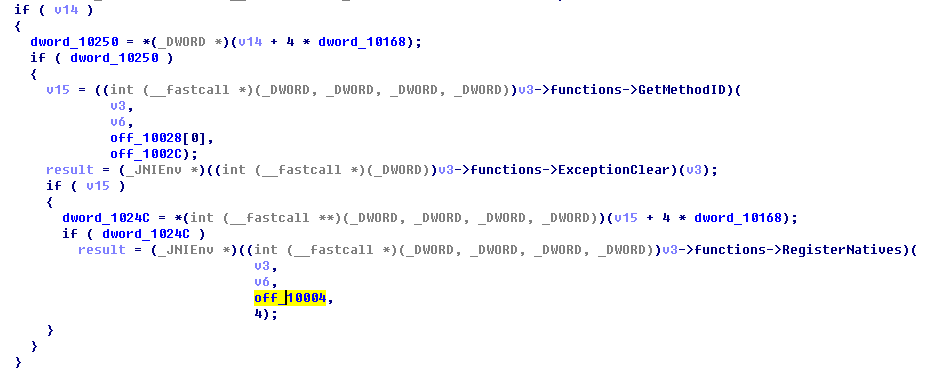 if ( v14 )
{
dword_10250 = *(_DWORD *)(v14 + 4 * dword_10168);
if ( dword_10250 )
{
v15 = ((int (__fastcall *)(_DWORD, _DWORD, _DWORD, _DWORD))v3->functions->GetMethodID)(
v3,
v6,
off_10028[0],
off_1002C);
result = (_JNIEnv *)((int (__fastcall *)(_DWORD))v3->functions->ExceptionClear)(v3);
if ( v15 )
{
dword_1024C = *(int (__fastcall **)(_DWORD, _DWORD, _DWORD, _DWORD))(v15 + 4 * dword_10168);
if ( dword_1024C )
result = (_JNIEnv *)((int (__fastcall *)(_DWORD, _DWORD, _DWORD, _DWORD))v3->functions->RegisterNatives)(
v3,
v6,
off_10004,
4);
}
}
}